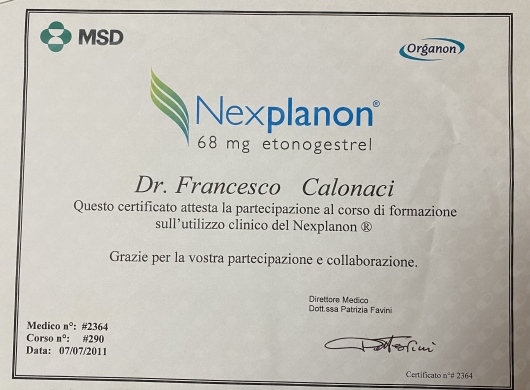 MSD
Organon
Nexplanon®
68 mg etonogestrel
Dr. Francesco Calonaci
Questo certificato attesta la partecipazione al corso di formazione
sull'utilizzo clinico del Nexplanon ®
Grazie per la vostra partecipazione e collaborazione.
Direttore Medico
Dott.ssa Patrizia Favini
Medico n°: #2364
Corso n°: #290
Data: 07/07/2011
Certificato n°# 2364